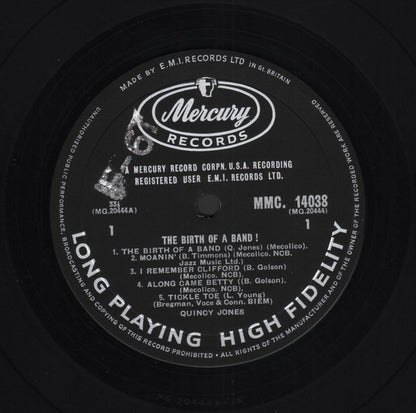 MADE BY E.M.I. RECORDS LTD IN GT. BRITAIN
Mercury
RECORDS
A MERCURY RECORD CORPN. U.S.A. RECORDING
REGISTERED USER E.M.I. RECORDS LTD.
33⅓
(MG.20444A)
MMC. 14038
(MG.20444)
1
1
THE BIRTH OF A BAND !
1. THE BIRTH OF A BAND (Q. Jones) (Mecolico).
2. MOANIN' (B. Timmons) (Mecolico. NCB.
Jazz Music Ltd.)
3. I REMEMBER CLIFFORD (B. Golson)
(Mecolico. NCB).
4. ALONG CAME BETTY (B. Golson).
(Mecolico. NCB)
5. TICKLE TOE (L. Young)
(Bregman, Voce & Conn. BIEM)
QUINCY JONES
LONG PLAYING HIGH FIDELITY
UNAUTHORIZED PUBLIC PERFORMANCE, BROADCASTING AND COPYING OF THIS RECORD PROHIBITED • ALL RIGHTS OF THE MANUFACTURER AND OF THE OWNER OF THE RECORDED WORK ARE RESERVED.